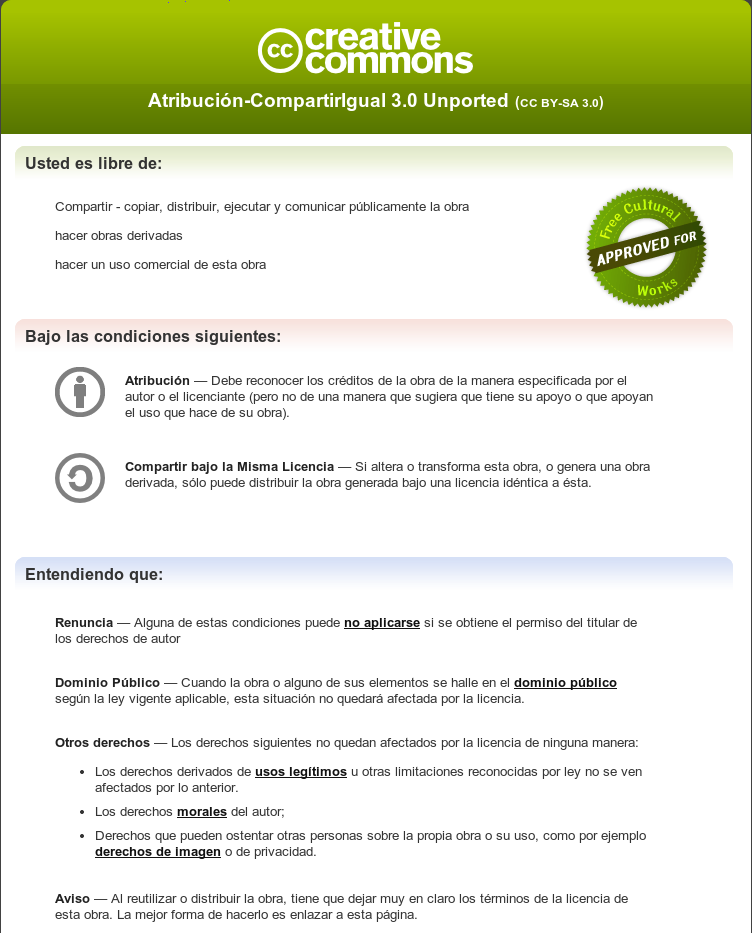 cc creative
commons
Atribución-CompartirIgual 3.0 Unported (CC BY-SA 3.0)
Usted es libre de:
Compartir - copiar, distribuir, ejecutar y comunicar públicamente la obra
hacer obras derivadas
hacer un uso comercial de esta obra
Free Cultural
APPROVED FOR
Works
Bajo las condiciones siguientes:
Atribución — Debe reconocer los créditos de la obra de la manera especificada por el
autor o el licenciante (pero no de una manera que sugiera que tiene su apoyo o que apoyan
el uso que hace de su obra).
Compartir bajo la Misma Licencia — Si altera o transforma esta obra, o genera una obra
derivada, sólo puede distribuir la obra generada bajo una licencia idéntica a ésta.
Entendiendo que:
Renuncia — Alguna de estas condiciones puede no aplicarse si se obtiene el permiso del titular de
los derechos de autor
Dominio Público — Cuando la obra o alguno de sus elementos se halle en el dominio público
según la ley vigente aplicable, esta situación no quedará afectada por la licencia.
Otros derechos — Los derechos siguientes no quedan afectados por la licencia de ninguna manera:
• Los derechos derivados de usos legítimos u otras limitaciones reconocidas por ley no se ven
afectados por lo anterior.
• Los derechos morales del autor;
• Derechos que pueden ostentar otras personas sobre la propia obra o su uso, como por ejemplo
derechos de imagen o de privacidad.
Aviso — Al reutilizar o distribuir la obra, tiene que dejar muy en claro los términos de la licencia de
esta obra. La mejor forma de hacerlo es enlazar a esta página.